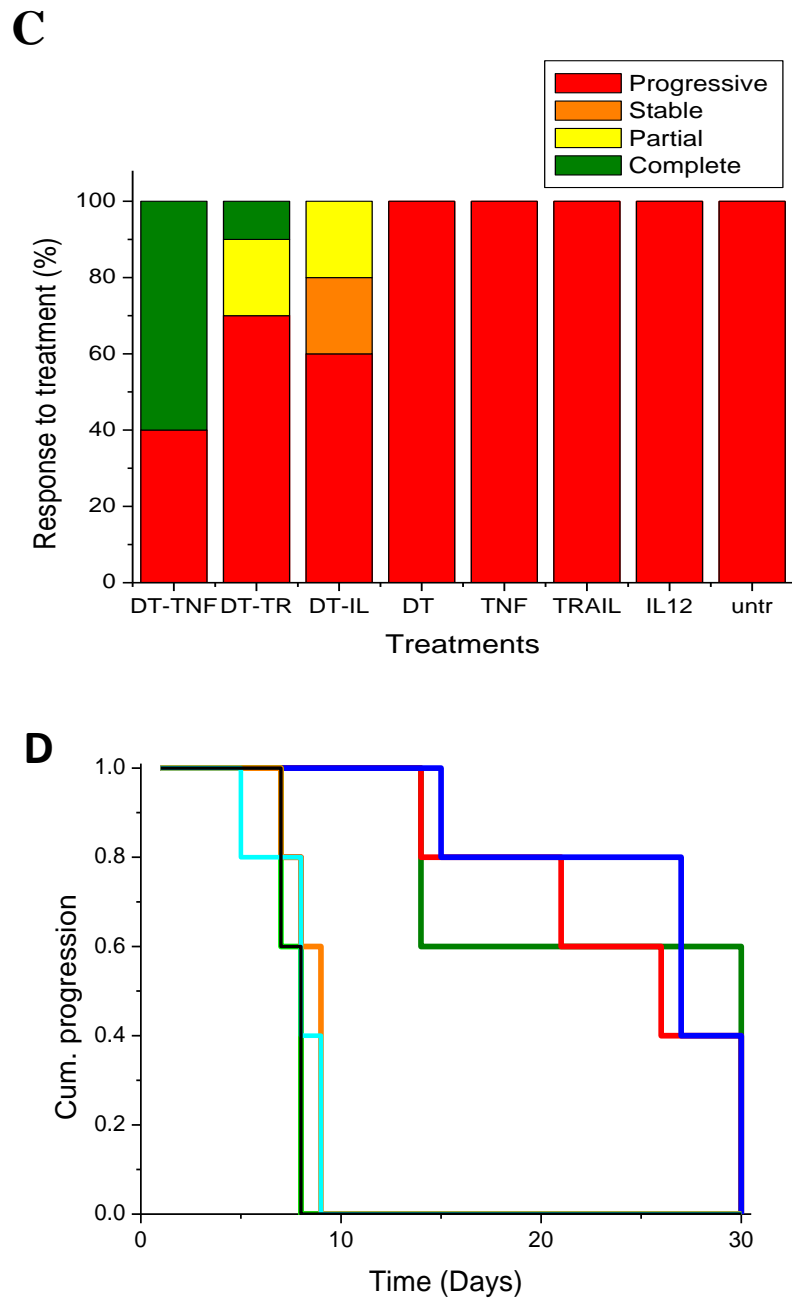 C
Progressive
Stable
Partial
Complete
Response to treatment (%)
100
80
60
40
20
0
DT-TNF DT-TR DT-IL DT TNF TRAIL IL12 untr
Treatments
D
Cum. progression
1.0
0.8
0.6
0.4
0.2
0.0
0 10 20 30
Time (Days)